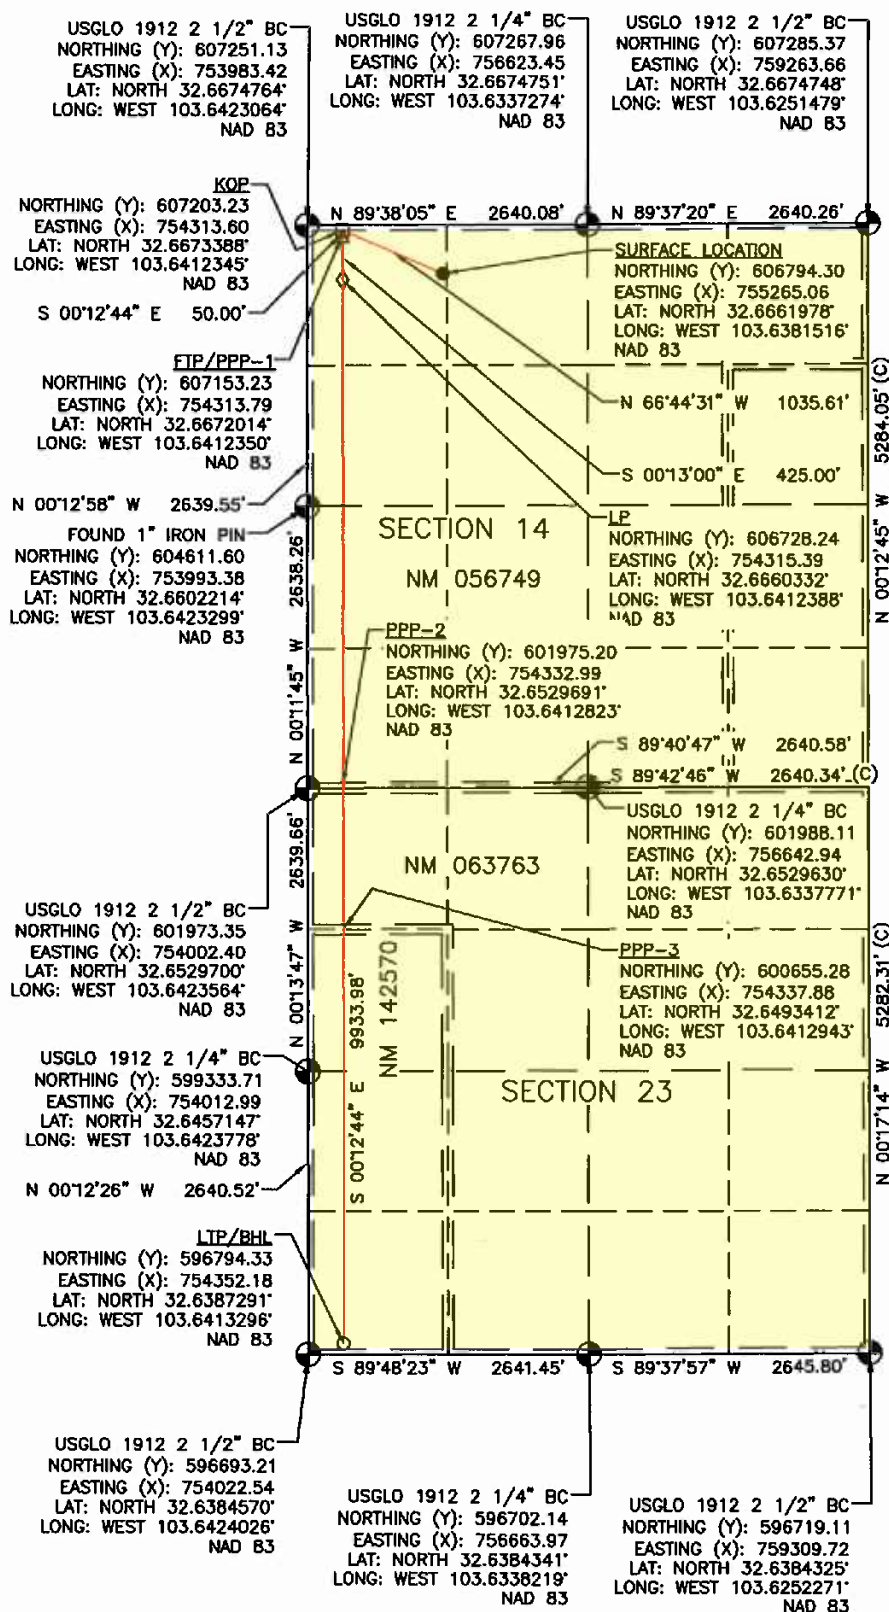 USGLO 1912 2 1/2" BC
NORTHING (Y): 607251.13
EASTING (X): 753983.42
LAT: NORTH 32.6674764°
LONG: WEST 103.6423064°
NAD 83
USGLO 1912 2 1/4" BC
NORTHING (Y): 607267.96
EASTING (X): 756623.45
LAT: NORTH 32.6674751°
LONG: WEST 103.6337274°
NAD 83
USGLO 1912 2 1/2" BC
NORTHING (Y): 607285.37
EASTING (X): 759263.66
LAT: NORTH 32.6674748°
LONG: WEST 103.6251479°
NAD 83
KOP
NORTHING (Y): 607203.23
EASTING (X): 754313.60
LAT: NORTH 32.6673388°
LONG: WEST 103.6412345°
NAD 83
N 89°38'05" E 2640.08'
N 89°37'20" E 2640.26'
SURFACE LOCATION
NORTHING (Y): 606794.30
EASTING (X): 755265.06
LAT: NORTH 32.6661978°
LONG: WEST 103.6381516°
NAD 83
S 00°12'44" E 50.00'
FTP/PPP-1
NORTHING (Y): 607153.23
EASTING (X): 754313.79
LAT: NORTH 32.6672014°
LONG: WEST 103.6412350°
NAD 83
N 66°44'31" W 1035.61'
S 00°13'00" E 425.00'
N 00°12'45" W 5284.05' (C)
N 00°12'58" W 2639.55'
FOUND 1" IRON PIN
NORTHING (Y): 604611.60
EASTING (X): 753993.38
LAT: NORTH 32.6602214°
LONG: WEST 103.6423299°
NAD 83
SECTION 14
NM 056749
LP
NORTHING (Y): 606728.24
EASTING (X): 754315.39
LAT: NORTH 32.6660332°
LONG: WEST 103.6412388°
NAD 83
N 00°11'45" W 2638.26'
PPP-2
NORTHING (Y): 601975.20
EASTING (X): 754332.99
LAT: NORTH 32.6529691°
LONG: WEST 103.6412823°
NAD 83
S 89°40'47" W 2640.58'
S 89°42'46" W 2640.34' (C)
USGLO 1912 2 1/4" BC
NORTHING (Y): 601988.11
EASTING (X): 756642.94
LAT: NORTH 32.6529630°
LONG: WEST 103.6337771°
NAD 83
NM 063763
N 00°13'47" W 2639.66'
USGLO 1912 2 1/2" BC
NORTHING (Y): 601973.35
EASTING (X): 754002.40
LAT: NORTH 32.6529700°
LONG: WEST 103.6423564°
NAD 83
PPP-3
NORTHING (Y): 600655.28
EASTING (X): 754337.88
LAT: NORTH 32.6493412°
LONG: WEST 103.6412943°
NAD 83
NM 142570
S 00°12'44" E 9933.98'
N 00°17'14" W 5282.31' (C)
USGLO 1912 2 1/4" BC
NORTHING (Y): 599333.71
EASTING (X): 754012.99
LAT: NORTH 32.6457147°
LONG: WEST 103.6423778°
NAD 83
SECTION 23
N 00°12'26" W 2640.52'
LTP/BHL
NORTHING (Y): 596794.33
EASTING (X): 754352.18
LAT: NORTH 32.6387291°
LONG: WEST 103.6413296°
NAD 83
S 89°48'23" W 2641.45'
S 89°37'57" W 2645.80'
USGLO 1912 2 1/2" BC
NORTHING (Y): 596693.21
EASTING (X): 754022.54
LAT: NORTH 32.6384570°
LONG: WEST 103.6424026°
NAD 83
USGLO 1912 2 1/4" BC
NORTHING (Y): 596702.14
EASTING (X): 756663.97
LAT: NORTH 32.6384341°
LONG: WEST 103.6338219°
NAD 83
USGLO 1912 2 1/2" BC
NORTHING (Y): 596719.11
EASTING (X): 759309.72
LAT: NORTH 32.6384325°
LONG: WEST 103.6252271°
NAD 83